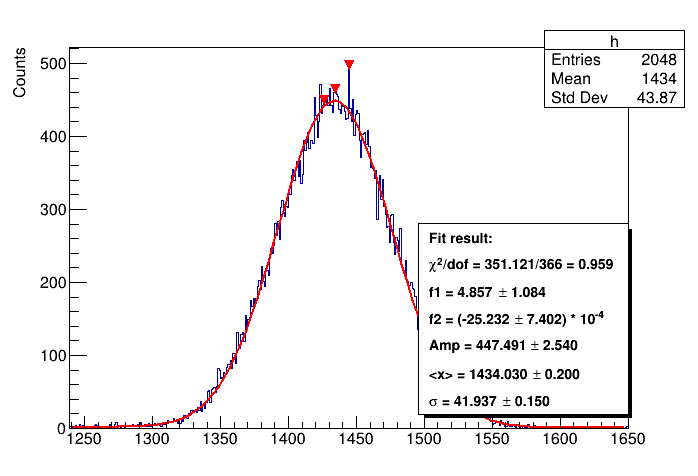 h
Entries 2048
Mean 1434
Std Dev 43.87
Counts
500
400
300
200
100
0
Fit result:
χ²/dof = 351.121/366 = 0.959
f1 = 4.857 ± 1.084
f2 = (-25.232 ± 7.402) * 10⁻⁴
Amp = 447.491 ± 2.540
<x> = 1434.030 ± 0.200
σ = 41.937 ± 0.150
1250 1300 1350 1400 1450 1500 1550 1600 1650